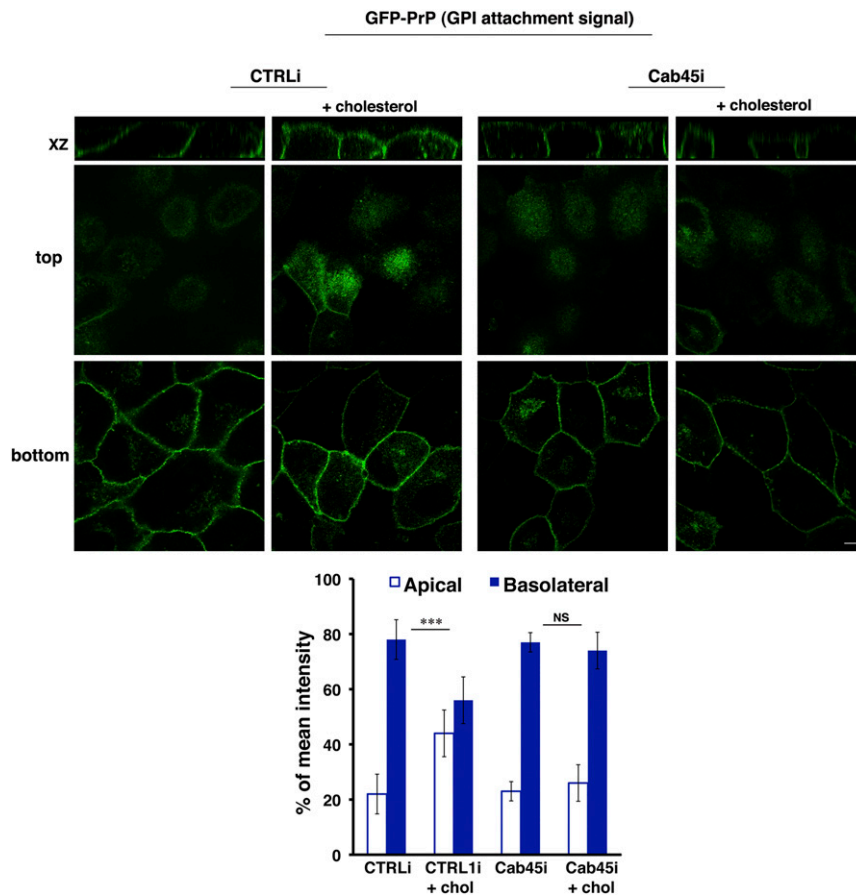 GFP-PrP (GPI attachment signal)
CTRLi
Cab45i
+ cholesterol
+ cholesterol
XZ
top
bottom
100
80
60
40
20
0
% of mean intensity
Apical
Basolateral
***
NS
CTRLi
CTRL1i
+ chol
Cab45i
Cab45i
+ chol